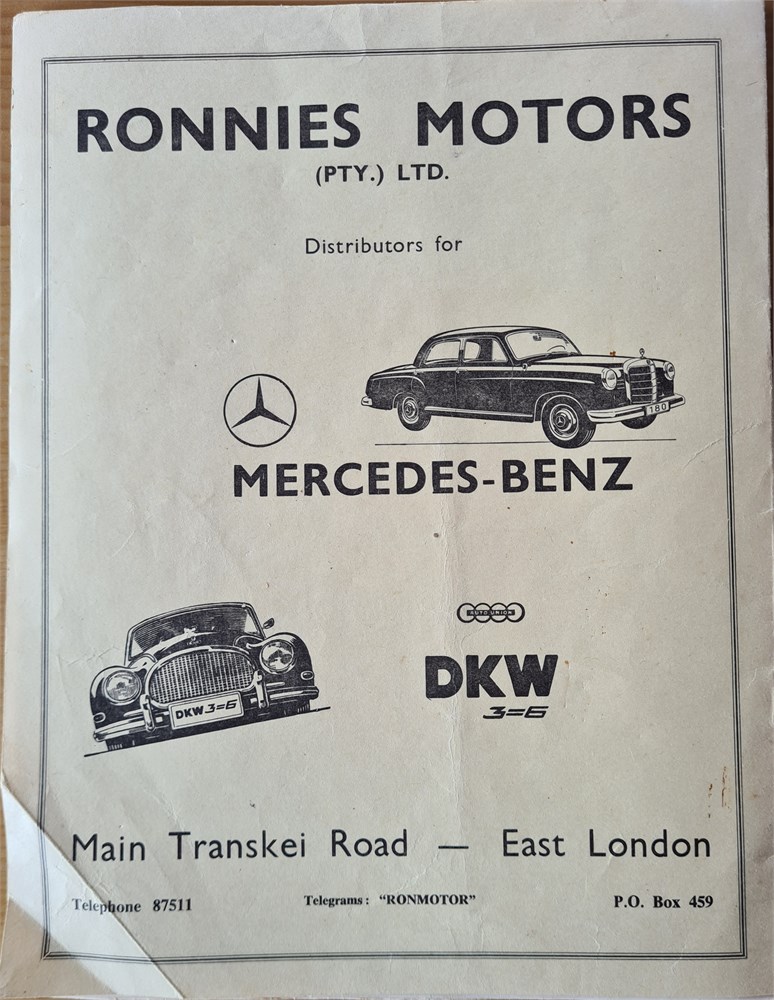 RONNIES MOTORS
(PTY.) LTD.
Distributors for
180
MERCEDES-BENZ
AUTO UNION
DKW
3=6
DKW 3=6
Main Transkei Road — East London
Telephone 87511 Telegrams: "RONMOTOR" P.O. Box 459